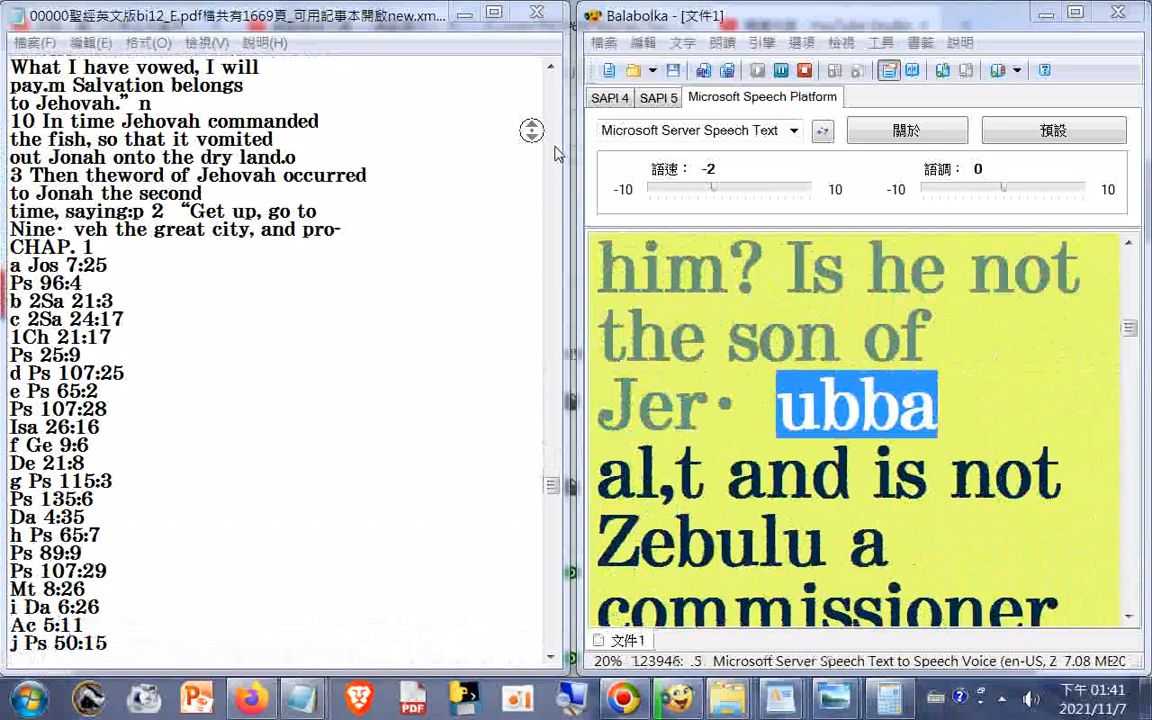 00000聖經英文版bi12_E.pdf檔共有1669頁_可用記事本開啟new.xm...
檔案(F) 編輯(E) 格式(O) 檢視(V) 說明(H)
What I have vowed, I will
pay.m Salvation belongs
to Jehovah.” n
10 In time Jehovah commanded
the fish, so that it vomited
out Jonah onto the dry land.o
3 Then theword of Jehovah occurred
to Jonah the second
time, saying:p 2 “Get up, go to
Nine· veh the great city, and pro-
CHAP. 1
a Jos 7:25
Ps 96:4
b 2Sa 21:3
c 2Sa 24:17
1Ch 21:17
Ps 25:9
d Ps 107:25
e Ps 65:2
Ps 107:28
Isa 26:16
f Ge 9:6
De 21:8
g Ps 115:3
Ps 135:6
Da 4:35
h Ps 65:7
Ps 89:9
Ps 107:29
Mt 8:26
i Da 6:26
Ac 5:11
j Ps 50:15
Balabolka - [文件1]
檔案 編輯 文字 朗讀 引擎 選項 檢視 工具 書籤 說明
SAPI 4 SAPI 5 Microsoft Speech Platform
Microsoft Server Speech Text 關於 預設
語速： -2 語調： 0
-10 10 -10 10
him? Is he not
the son of
Jer· ubba
al,t and is not
Zebulu a
commissioner
文件1
20% 123946: .5 Microsoft Server Speech Text to Speech Voice (en-US, Z 7.08 ME20
PDF
下午 01:41
2021/11/7